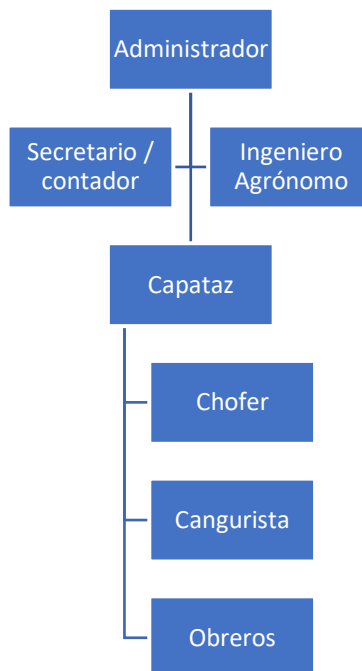 Administrador
Secretario /
contador
Ingeniero
Agrónomo
Capataz
Chofer
Cangurista
Obreros